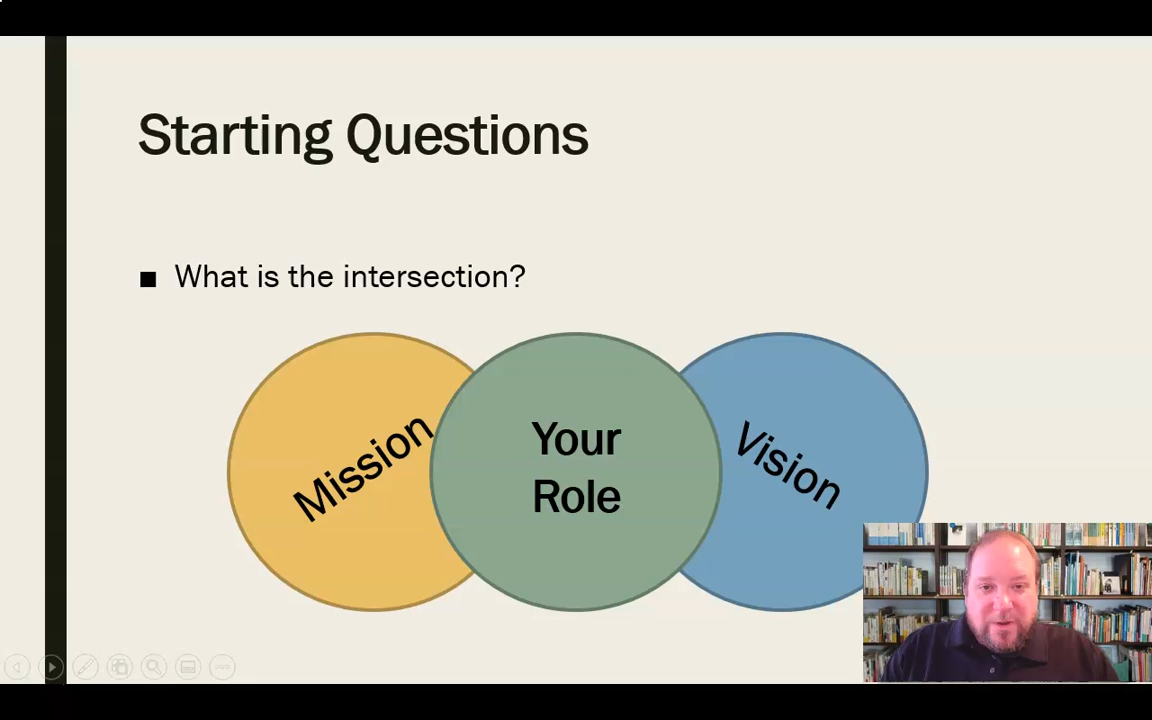 Starting Questions
■ What is the intersection?
Mission
Your
Role
Vision